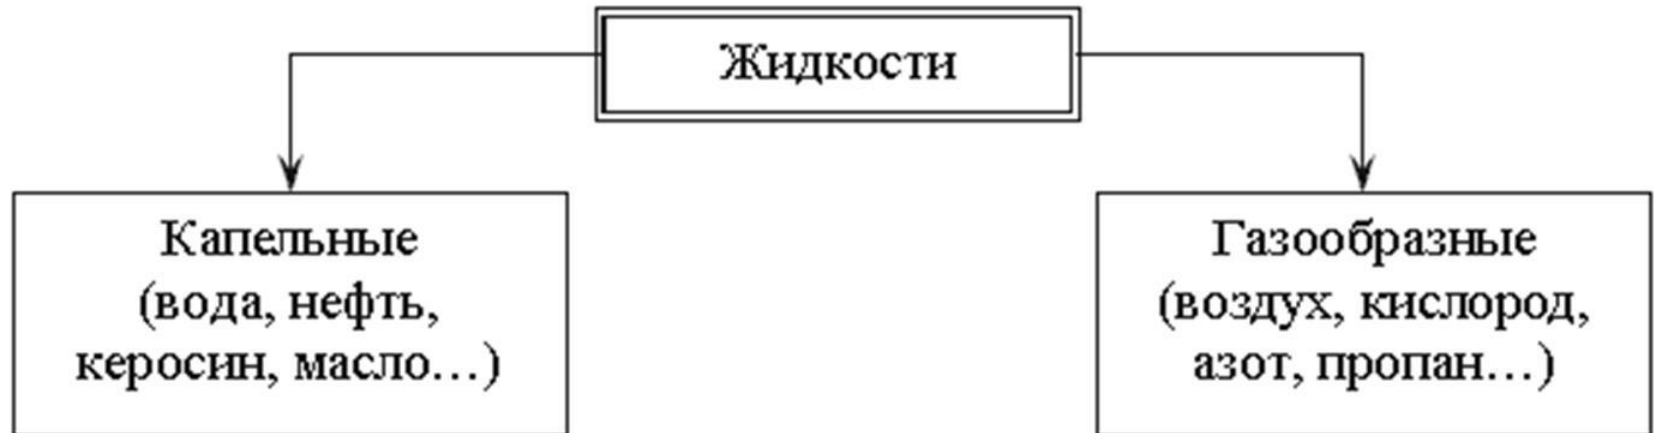 Жидкости
Капельные
(вода, нефть,
керосин, масло…)
Газообразные
(воздух, кислород,
азот, пропан…)